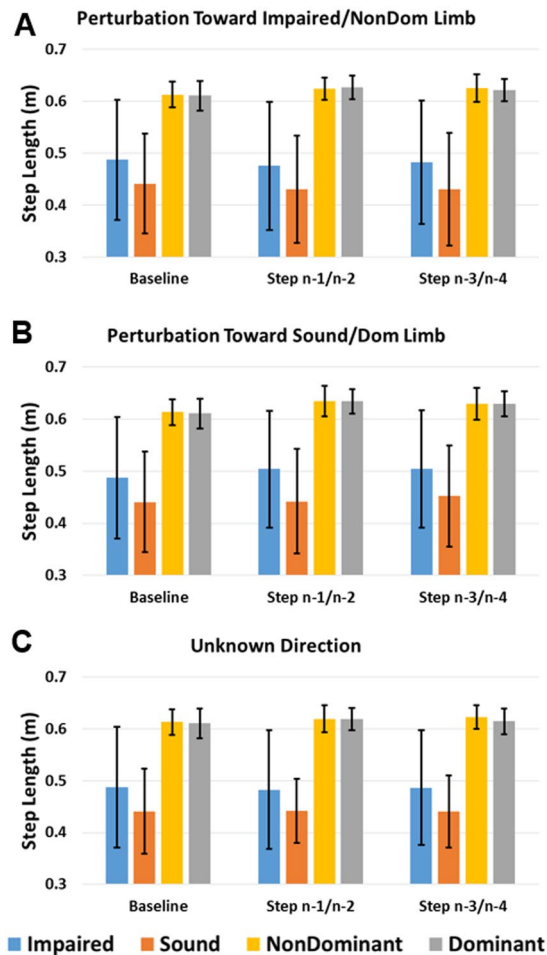 A
Perturbation Toward Impaired/NonDom Limb
Step Length (m)
0.7
0.6
0.5
0.4
0.3
Baseline
Step n-1/n-2
Step n-3/n-4
B
Perturbation Toward Sound/Dom Limb
Step Length (m)
0.7
0.6
0.5
0.4
0.3
Baseline
Step n-1/n-2
Step n-3/n-4
C
Unknown Direction
Step Length (m)
0.7
0.6
0.5
0.4
0.3
Baseline
Step n-1/n-2
Step n-3/n-4
Impaired Sound NonDominant Dominant